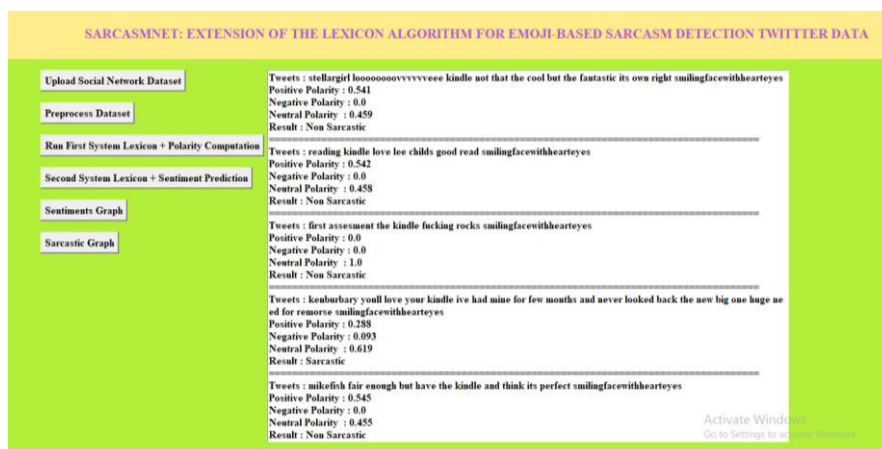 SARCASMNET: EXTENSION OF THE LEXICON ALGORITHM FOR EMOJI-BASED SARCASM DETECTION TWITTTER DATA
Upload Social Network Dataset
Preprocess Dataset
Run First System Lexicon + Polarity Computation
Second System Lexicon + Sentiment Prediction
Sentiments Graph
Sarcastic Graph
Tweets : stellargirl looooooovvvvvveee kindle not that the cool but the fantastic its own right smilingfacewithhearteyes
Positive Polarity : 0.541
Negative Polarity : 0.0
Neutral Polarity : 0.459
Result : Non Sarcastic
Tweets : reading kindle love lee childs good read smilingfacewithhearteyes
Positive Polarity : 0.542
Negative Polarity : 0.0
Neutral Polarity : 0.458
Result : Non Sarcastic
Tweets : first assesment the kindle fucking rocks smilingfacewithhearteyes
Positive Polarity : 0.0
Negative Polarity : 0.0
Neutral Polarity : 1.0
Result : Non Sarcastic
Tweets : kenburbary youll love your kindle ive had mine for few months and never looked back the new big one huge ne
ed for remorse smilingfacewithhearteyes
Positive Polarity : 0.288
Negative Polarity : 0.093
Neutral Polarity : 0.619
Result : Sarcastic
Tweets : mikefish fair enough but have the kindle and think its perfect smilingfacewithhearteyes
Positive Polarity : 0.545
Negative Polarity : 0.0
Neutral Polarity : 0.455
Result : Non Sarcastic
Activate Windows
Go to Settings to activate Windows.